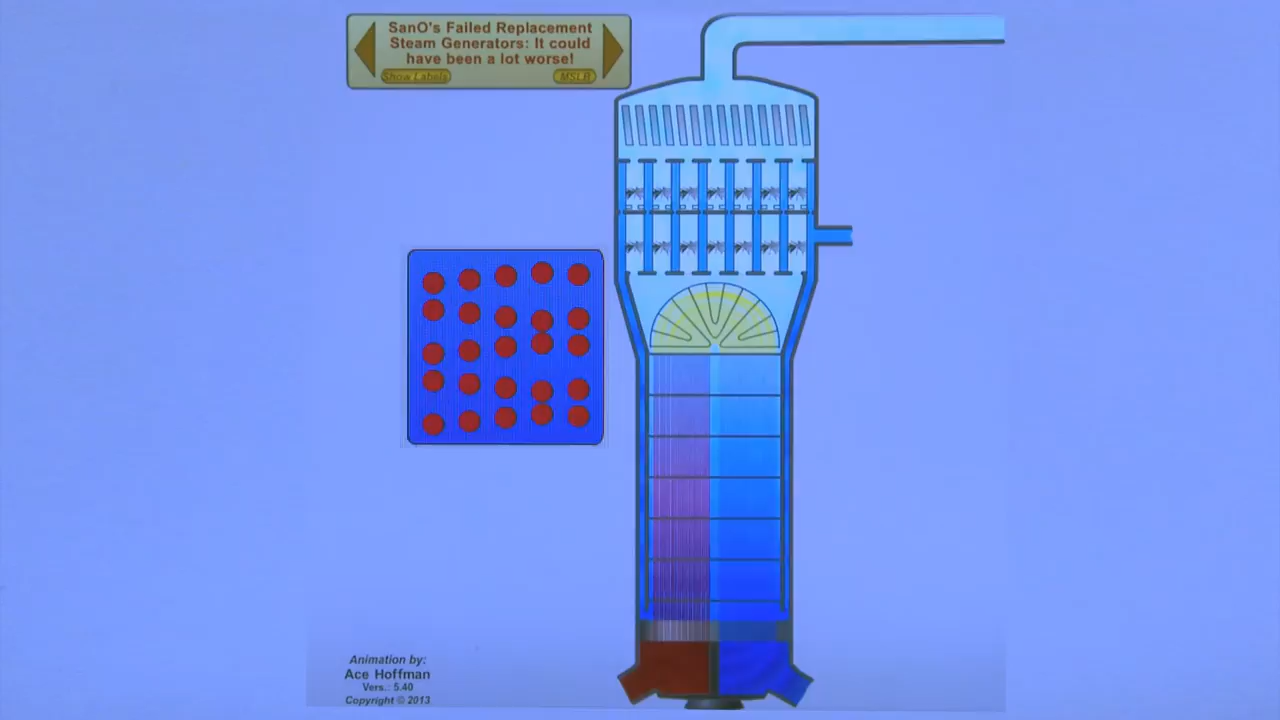 SanO's Failed Replacement
Steam Generators: It could
have been a lot worse!
Show Labels
MSLB
Animation by:
Ace Hoffman
Vers.: 5.40
Copyright © 2013